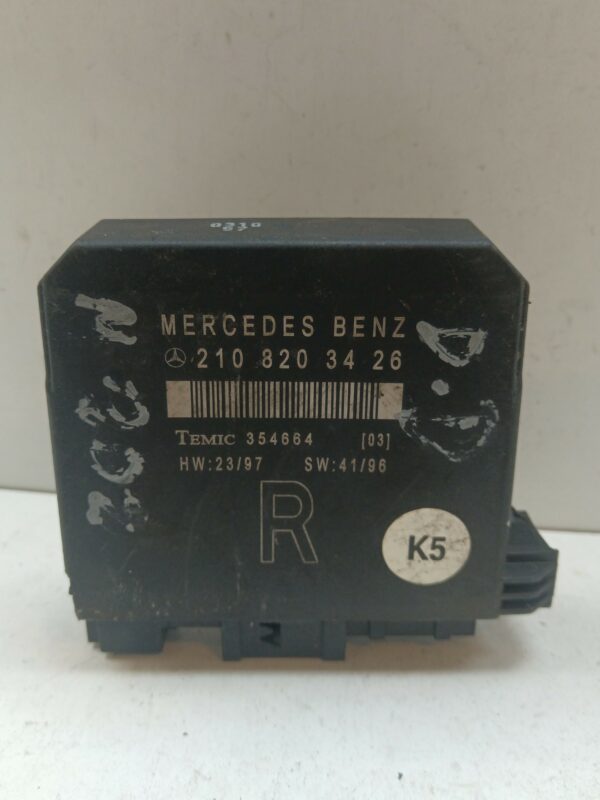 MERCEDES BENZ
210 820 34 26
TEMIC 354664 [03]
HW:23/97 SW:41/96
R
K5